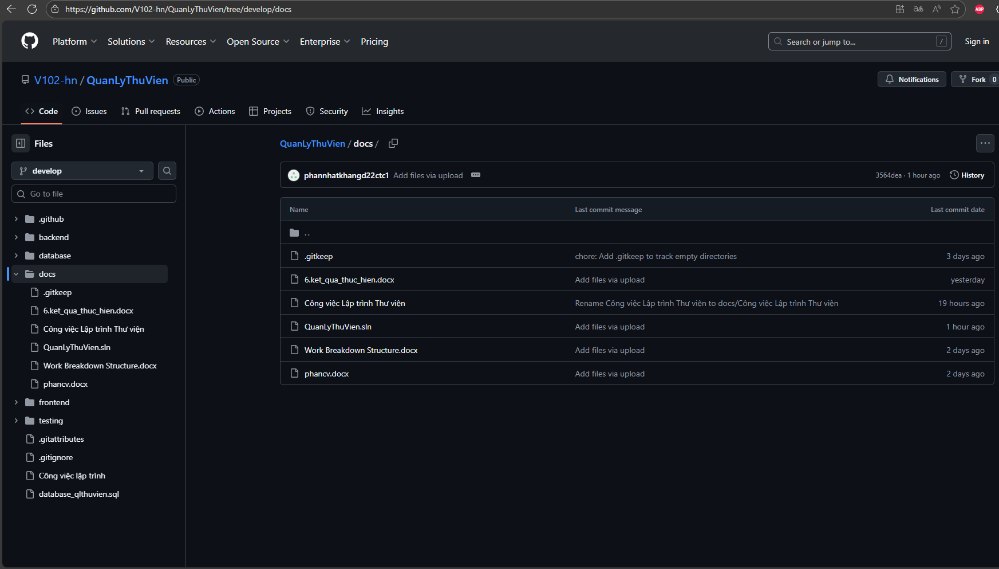 https://github.com/V102-hn/QuanLyThuVien/tree/develop/docs
Platform Solutions Resources Open Source Enterprise Pricing
Search or jump to... /
Sign in
V102-hn / QuanLyThuVien Public
Notifications
Fork 0
Code Issues Pull requests Actions Projects Security Insights
Files
develop
Go to file
.github
backend
database
docs
.gitkeep
6.ket_qua_thuc_hien.docx
Công việc Lập trình Thư viện
QuanLyThuVien.sln
Work Breakdown Structure.docx
phancv.docx
frontend
testing
.gitattributes
.gitignore
Công việc lập trình
database_qlthuvien.sql
QuanLyThuVien / docs /
phannhatkhangd22ctc1 Add files via upload
3564dea · 1 hour ago History
Name Last commit message Last commit date
..
.gitkeep chore: Add .gitkeep to track empty directories 3 days ago
6.ket_qua_thuc_hien.docx Add files via upload yesterday
Công việc Lập trình Thư viện Rename Công việc Lập trình Thư viện to docs/Công việc Lập trình Thư viện 19 hours ago
QuanLyThuVien.sln Add files via upload 1 hour ago
Work Breakdown Structure.docx Add files via upload 2 days ago
phancv.docx Add files via upload 2 days ago